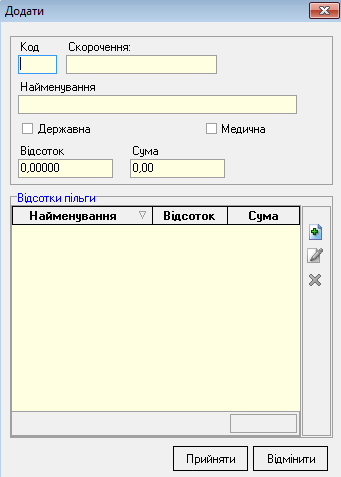 Додати
Код Скорочення:
Найменування
Державна Медична
Відсоток Сума
0,00000 0,00
Відсотки пільги
Найменування Відсоток Сума
Прийняти Відмінити